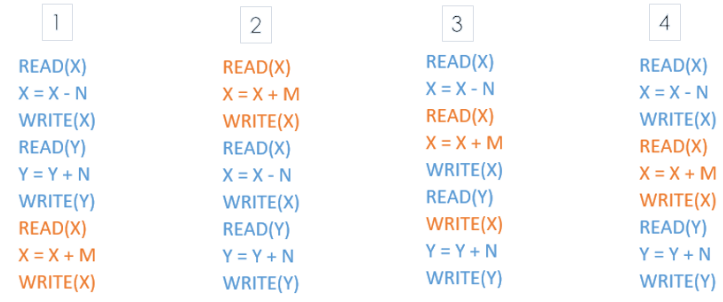 1
READ(X)
X = X - N
WRITE(X)
READ(Y)
Y = Y + N
WRITE(Y)
READ(X)
X = X + M
WRITE(X)
2
READ(X)
X = X + M
WRITE(X)
READ(X)
X = X - N
WRITE(X)
READ(Y)
Y = Y + N
WRITE(Y)
3
READ(X)
X = X - N
READ(X)
X = X + M
WRITE(X)
READ(Y)
WRITE(X)
Y = Y + N
WRITE(Y)
4
READ(X)
X = X - N
WRITE(X)
READ(X)
X = X + M
WRITE(X)
READ(Y)
Y = Y + N
WRITE(Y)